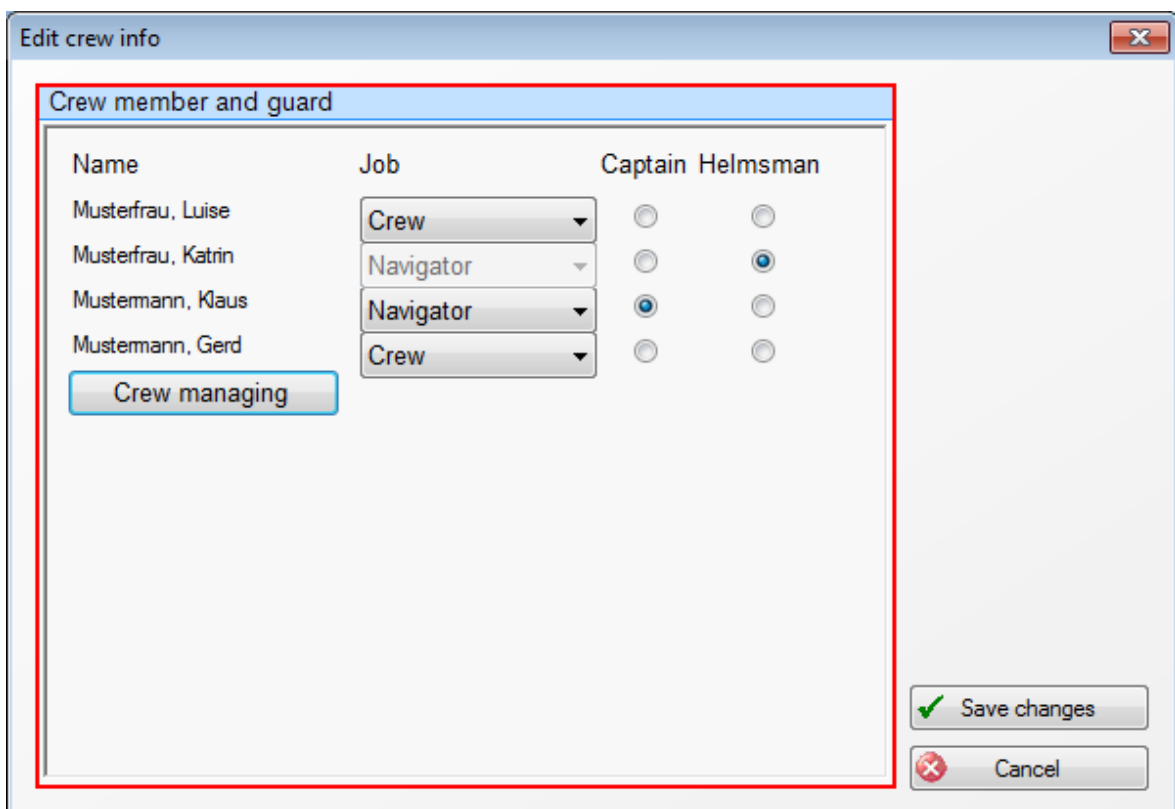 Edit crew info
Crew member and guard
Name Job Captain Helmsman
Musterfrau, Luise Crew
Musterfrau, Katrin Navigator
Mustermann, Klaus Navigator
Mustermann, Gerd Crew
Crew managing
Save changes
Cancel